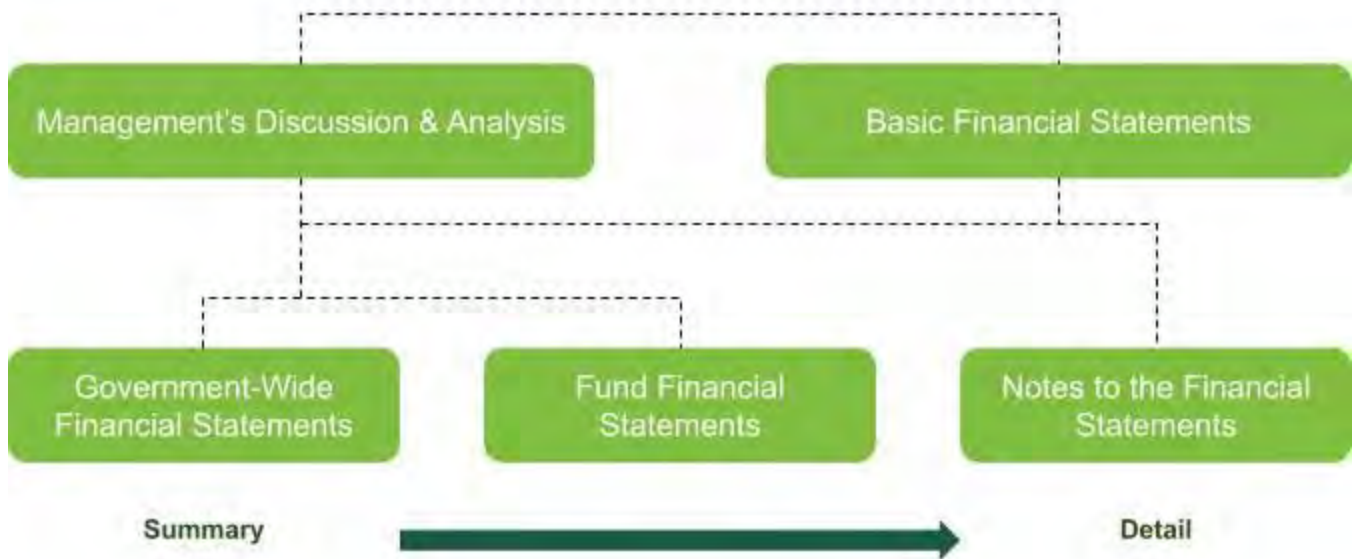 Management's Discussion & Analysis
Basic Financial Statements
Government-Wide
Financial Statements
Fund Financial
Statements
Notes to the Financial
Statements
Summary
Detail